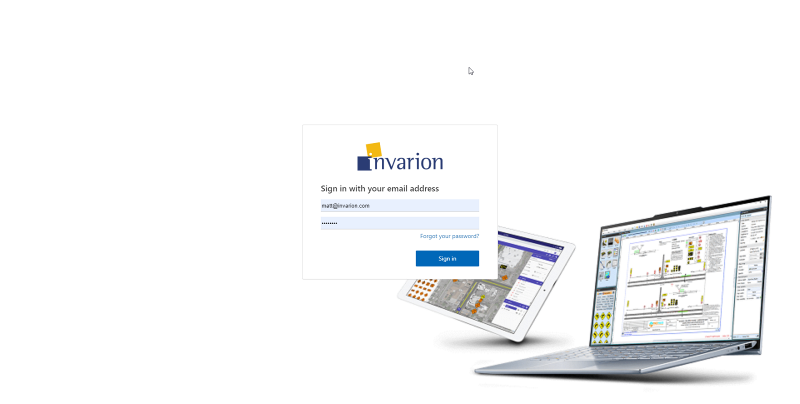 invarion
Sign in with your email address
matt@invarion.com
••••••••
Forgot your password?
Sign in